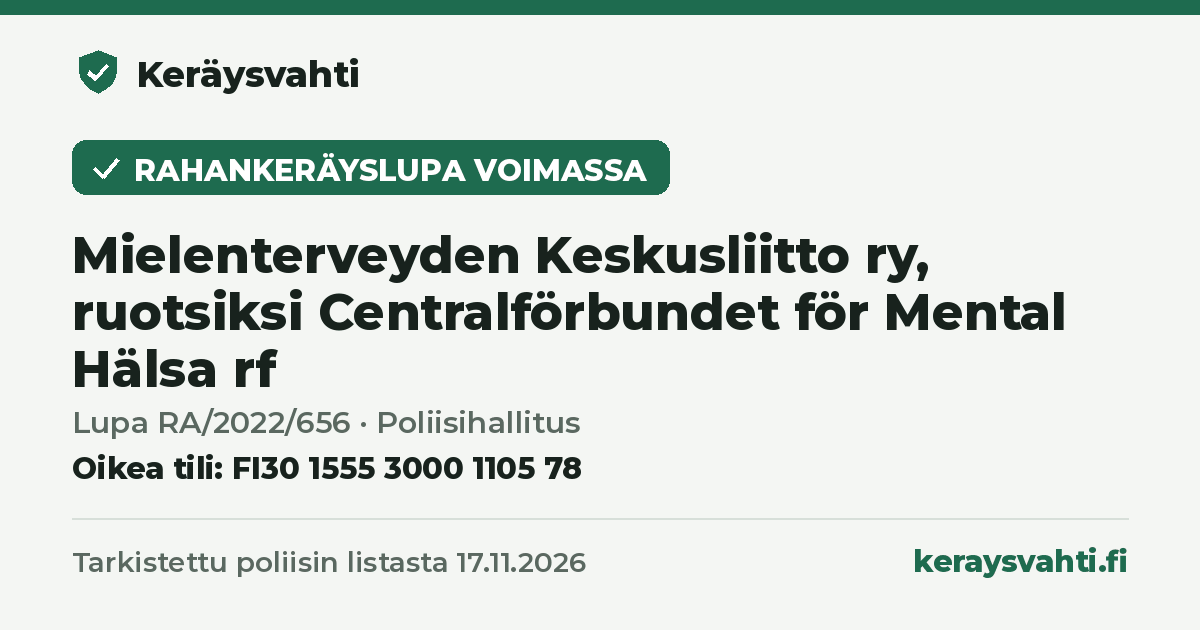 Keräysvahti
RAHANKERÄYSLUPA VOIMASSA
Mielenterveyden Keskusliitto ry,
ruotsiksi Centralförbundet för Mental
Hälsa rf
Lupa RA/2022/656 · Poliisihallitus
Oikea tili: FI30 1555 3000 1105 78
Tarkistettu poliisin listasta 17.11.2026
keraysvahti.fi